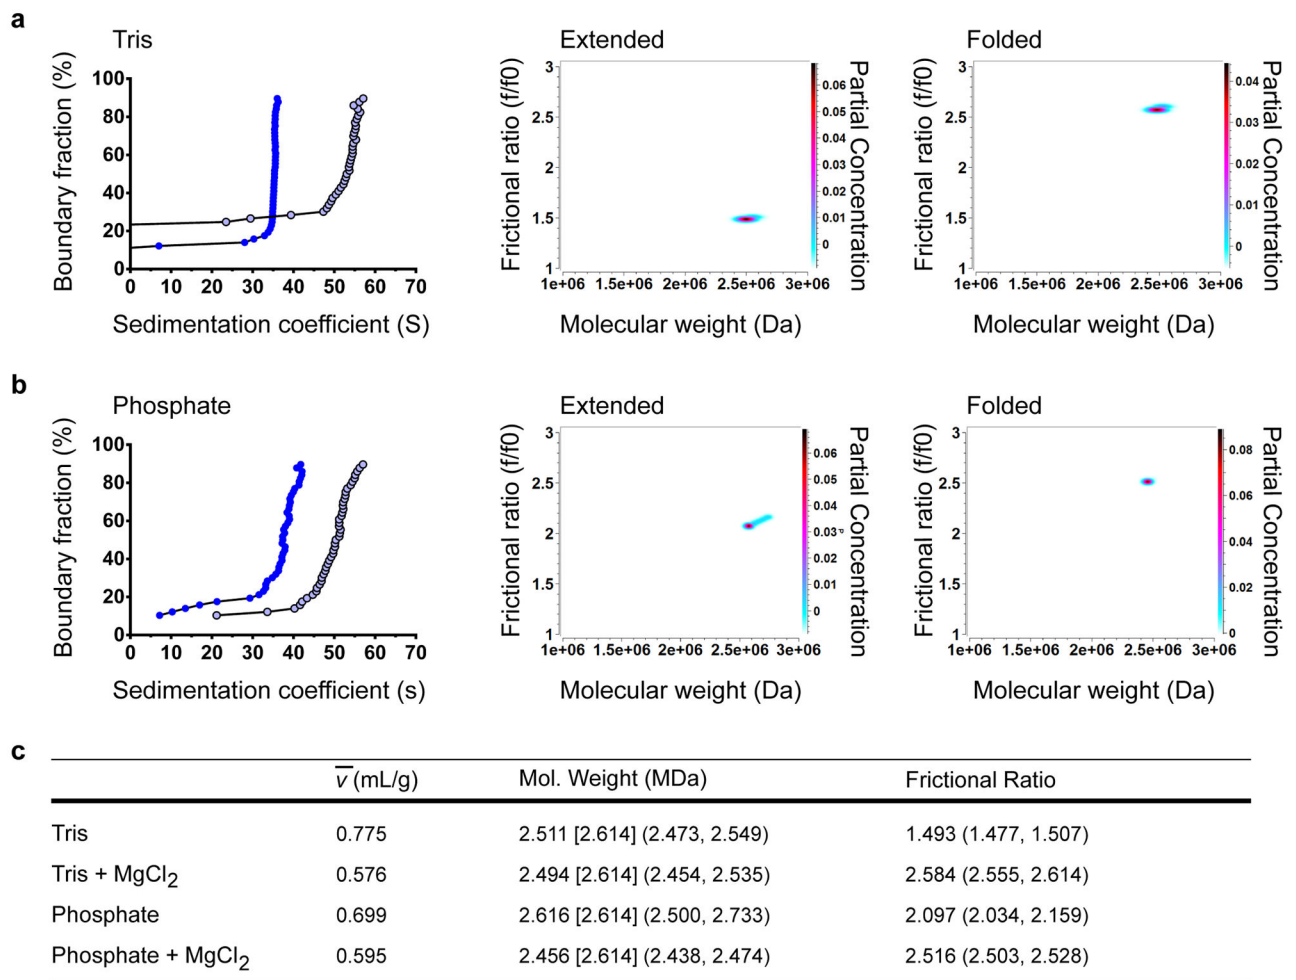 a
Tris
Extended
Folded
Boundary fraction (%)
100
80
60
40
20
0
0 10 20 30 40 50 60 70
Sedimentation coefficient (S)
Frictional ratio (f/f0)
3
2.5
2
1.5
1
1e+06 1.5e+06 2e+06 2.5e+06 3e+06
Molecular weight (Da)
0.06
0.05
0.04
0.03
0.02
0.01
0
Partial Concentration
Frictional ratio (f/f0)
3
2.5
2
1.5
1
1e+06 1.5e+06 2e+06 2.5e+06 3e+06
Molecular weight (Da)
0.04
0.03
0.02
0.01
0
Partial Concentration
b
Phosphate
Extended
Folded
Boundary fraction (%)
100
80
60
40
20
0
0 10 20 30 40 50 60 70
Sedimentation coefficient (s)
Frictional ratio (f/f0)
3
2.5
2
1.5
1
1e+06 1.5e+06 2e+06 2.5e+06 3e+06
Molecular weight (Da)
0.06
0.05
0.04
0.03
0.02
0.01
0
Partial Concentration
Frictional ratio (f/f0)
3
2.5
2
1.5
1
1e+06 1.5e+06 2e+06 2.5e+06 3e+06
Molecular weight (Da)
0.08
0.06
0.04
0.02
0
Partial Concentration
c
v̅ (mL/g) Mol. Weight (MDa) Frictional Ratio
Tris 0.775 2.511 [2.614] (2.473, 2.549) 1.493 (1.477, 1.507)
Tris + MgCl2 0.576 2.494 [2.614] (2.454, 2.535) 2.584 (2.555, 2.614)
Phosphate 0.699 2.616 [2.614] (2.500, 2.733) 2.097 (2.034, 2.159)
Phosphate + MgCl2 0.595 2.456 [2.614] (2.438, 2.474) 2.516 (2.503, 2.528)